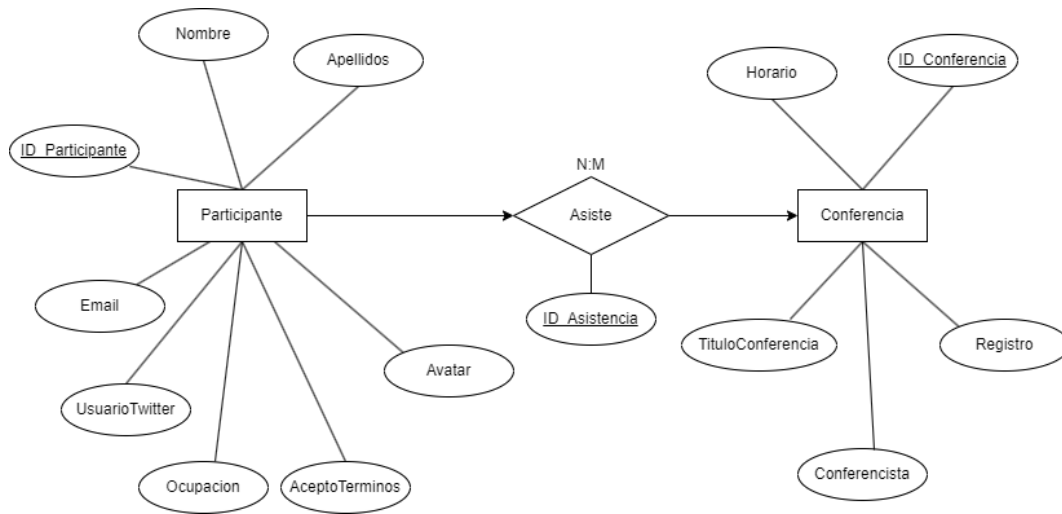 Nombre
Apellidos
ID_Participante
Participante
Email
UsuarioTwitter
Ocupacion
AceptoTerminos
Avatar
N:M
Asiste
ID_Asistencia
Horario
ID_Conferencia
Conferencia
TituloConferencia
Registro
Conferencista